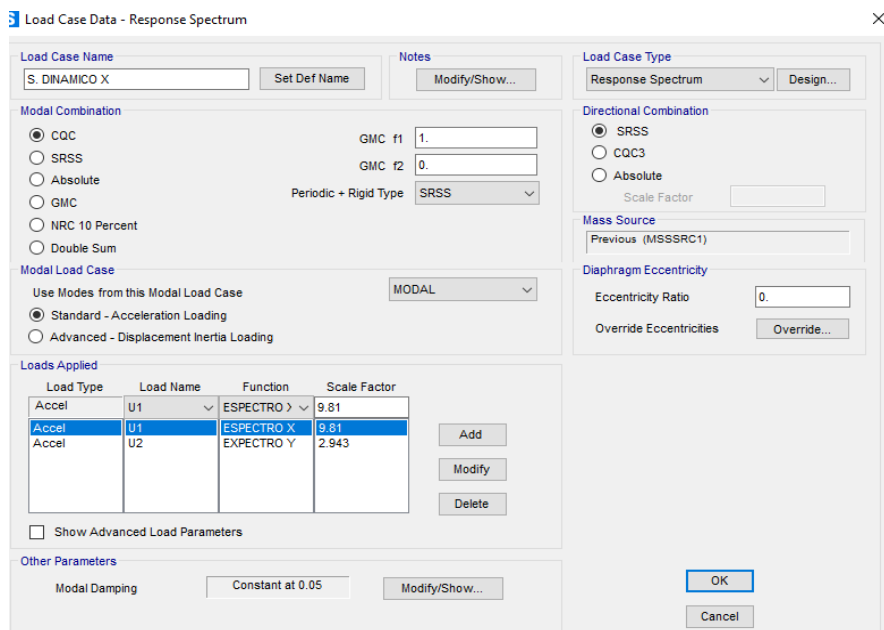 Load Case Data - Response Spectrum
Load Case Name
S. DINAMICO X
Set Def Name
Notes
Modify/Show...
Load Case Type
Response Spectrum
Design...
Modal Combination
CQC
SRSS
Absolute
GMC
NRC 10 Percent
Double Sum
GMC f1 1.
GMC f2 0.
Periodic + Rigid Type SRSS
Directional Combination
SRSS
CQC3
Absolute
Scale Factor
Mass Source
Previous (MSSSRC1)
Modal Load Case
Use Modes from this Modal Load Case MODAL
Standard - Acceleration Loading
Advanced - Displacement Inertia Loading
Diaphragm Eccentricity
Eccentricity Ratio 0.
Override Eccentricities Override...
Loads Applied
Load Type Load Name Function Scale Factor
Accel U1 ESPECTRO X 9.81
Accel U1 ESPECTRO X 9.81
Accel U2 EXPECTRO Y 2.943
Add
Modify
Delete
Show Advanced Load Parameters
Other Parameters
Modal Damping Constant at 0.05 Modify/Show...
OK
Cancel